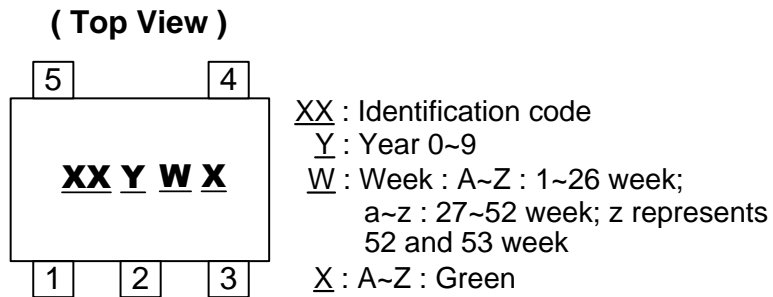 ( Top View )
5 4
XX Y W X
1 2 3
XX : Identification code
Y : Year 0~9
W : Week : A~Z : 1~26 week;
a~z : 27~52 week; z represents
52 and 53 week
X : A~Z : Green